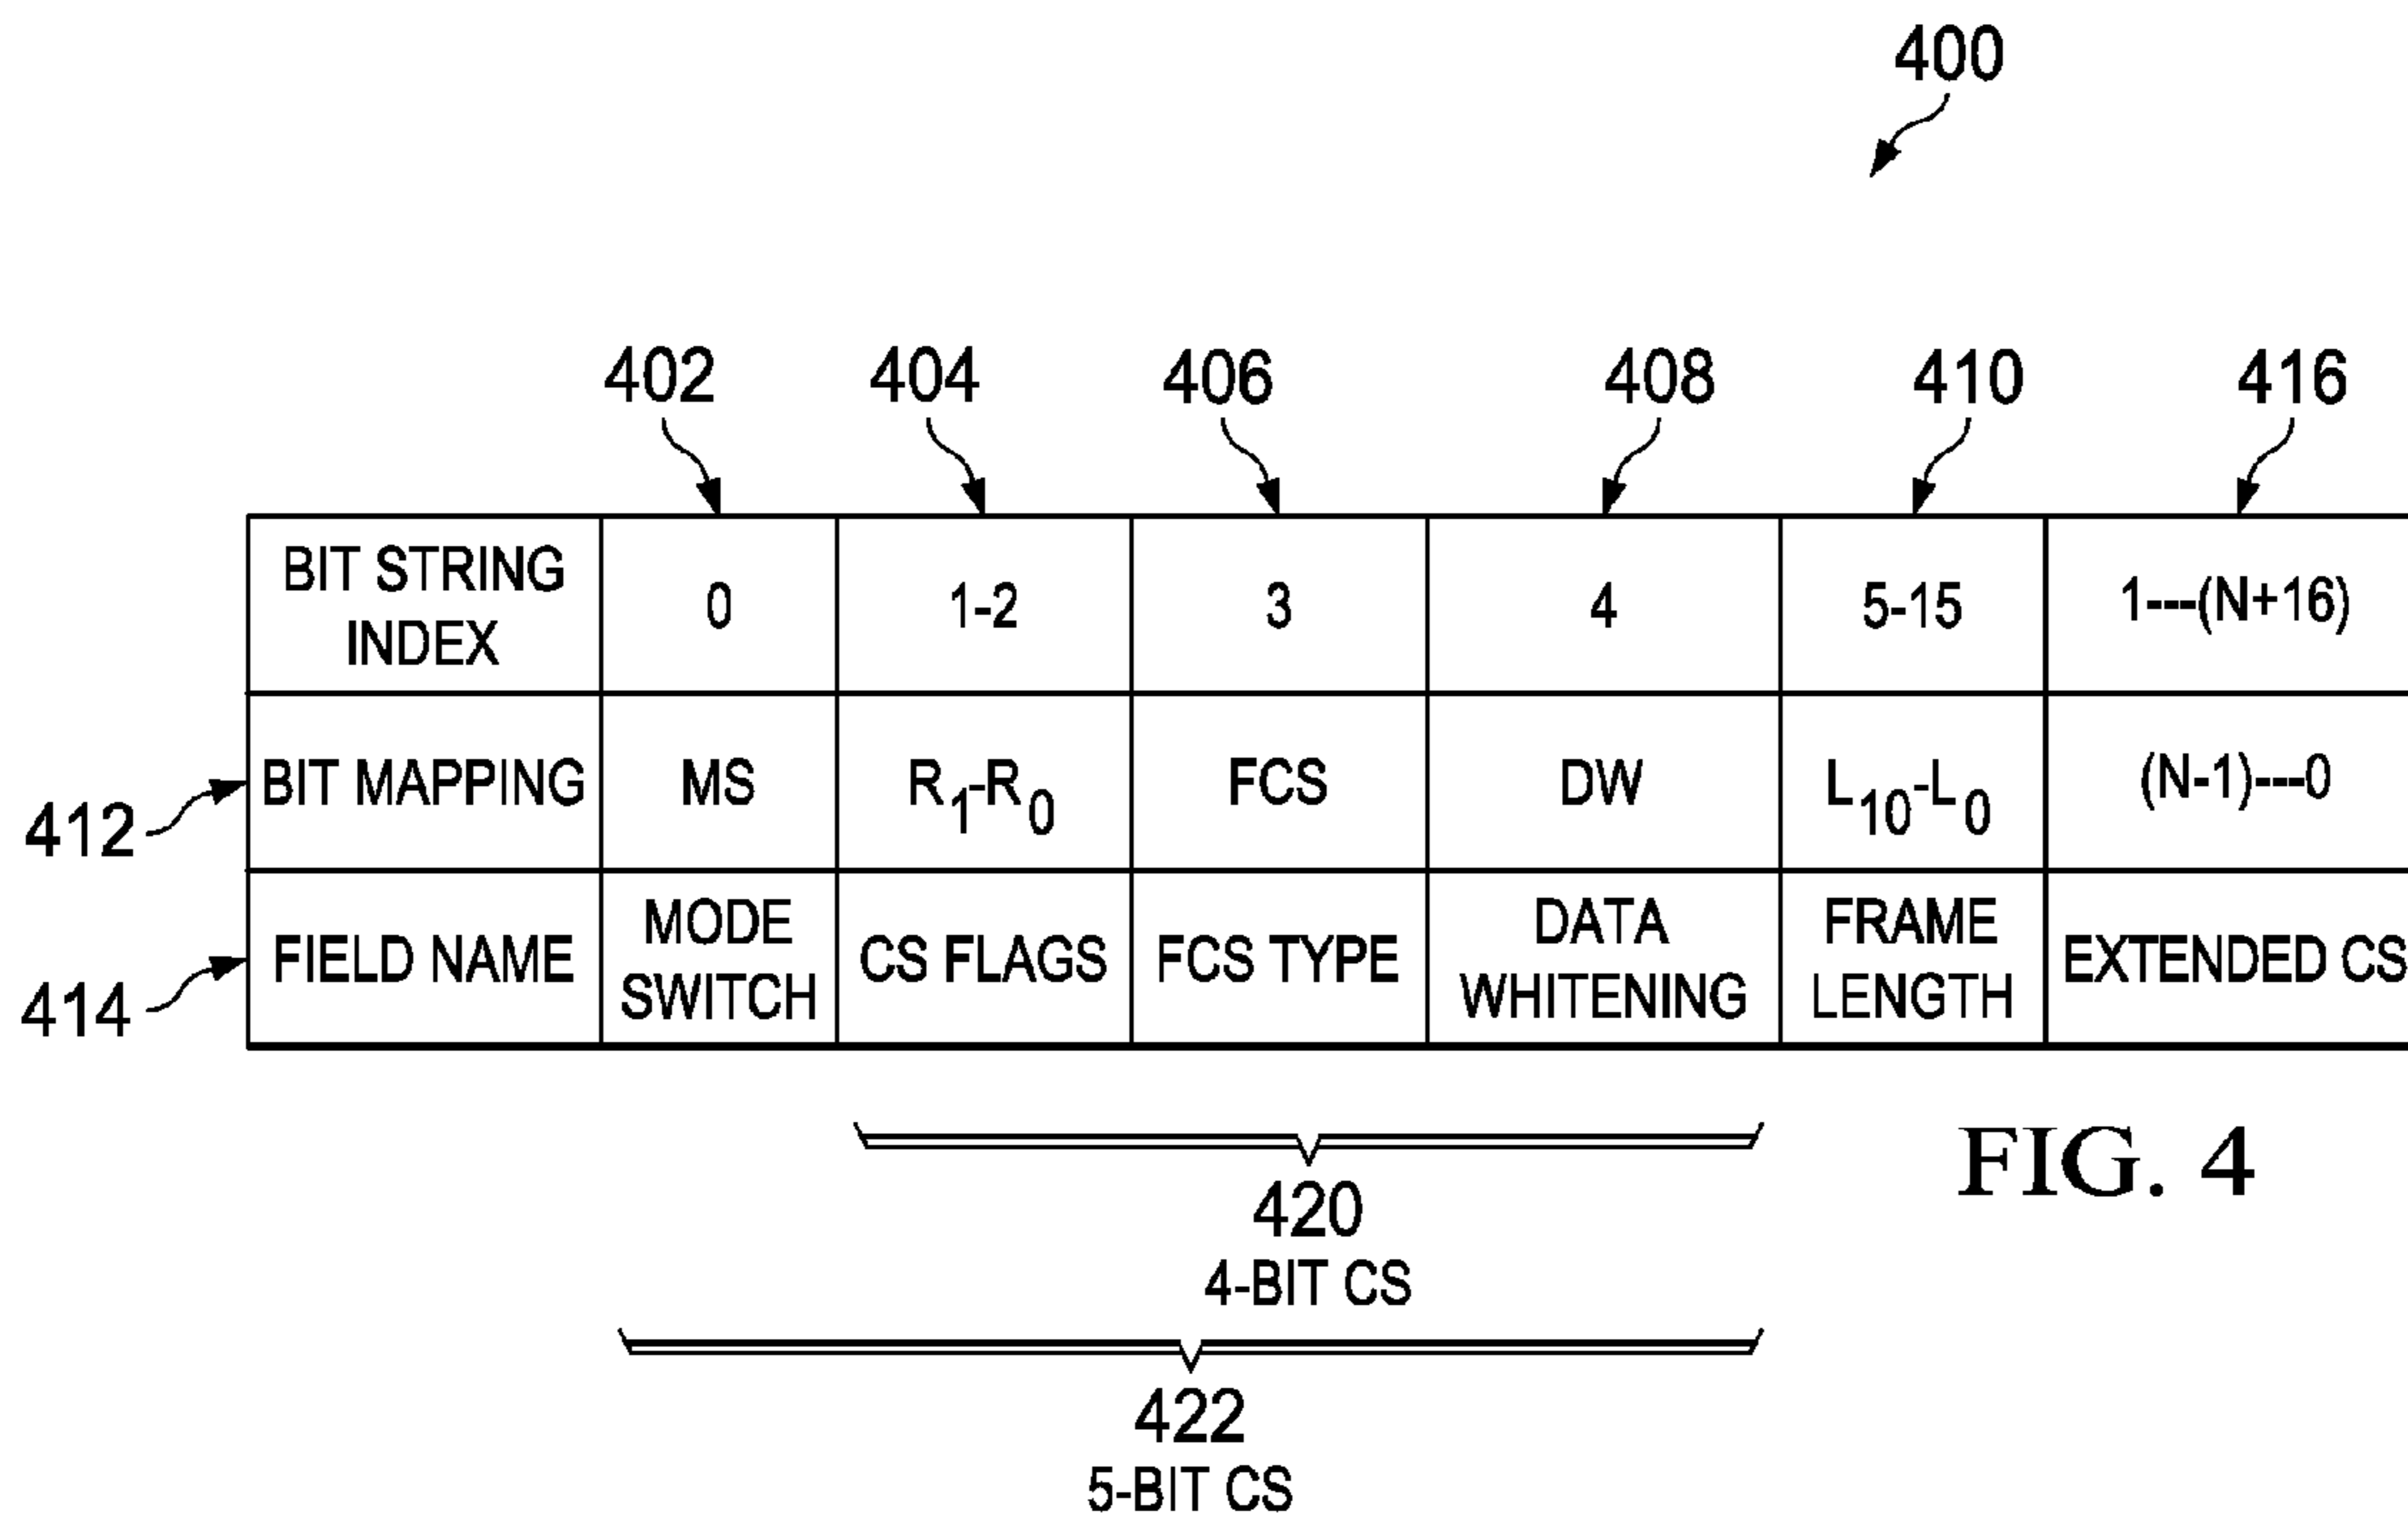 400
402 404 406 408 410 416
BIT STRING INDEX 0 1-2 3 4 5-15 1---(N+16)
412 BIT MAPPING MS R1-R0 FCS DW L10-L0 (N-1)---0
414 FIELD NAME MODE SWITCH CS FLAGS FCS TYPE DATA WHITENING FRAME LENGTH EXTENDED CS
420
4-BIT CS
422
5-BIT CS
FIG. 4